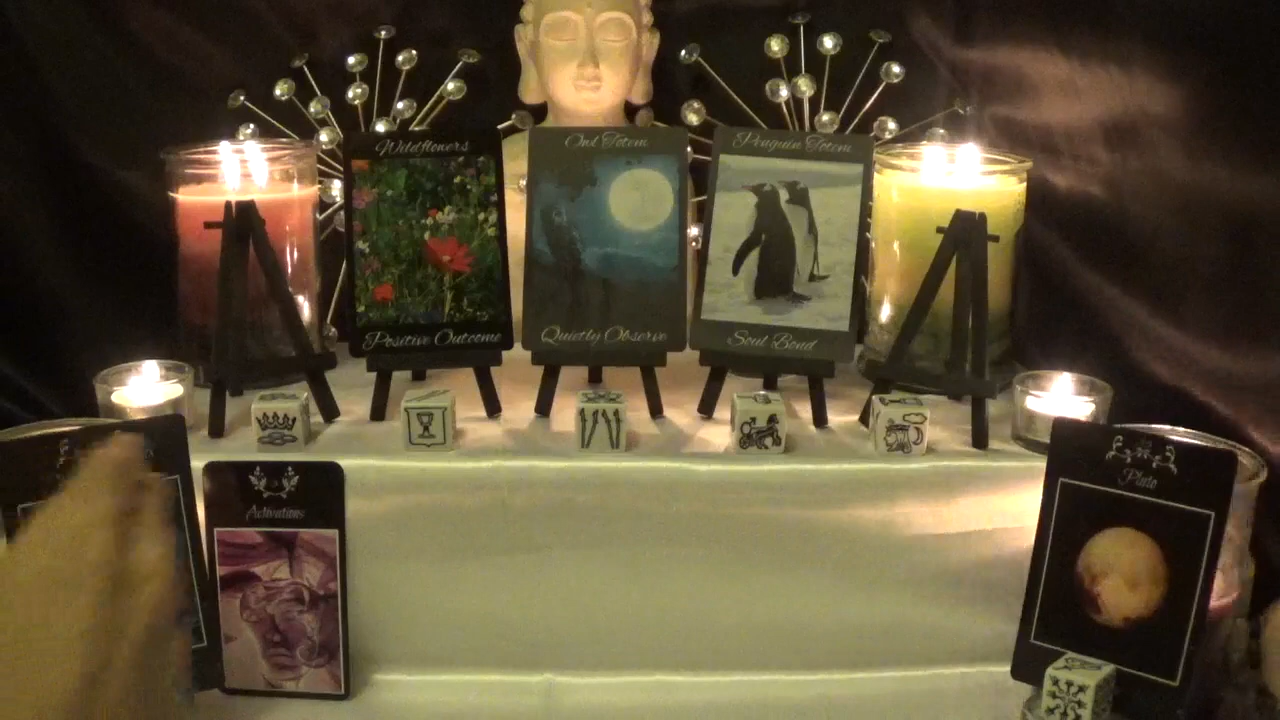 Wildflowers
Positive Outcome
Owl Totem
Quietly Observe
Penguin Totem
Soul Bond
Activations
Pluto